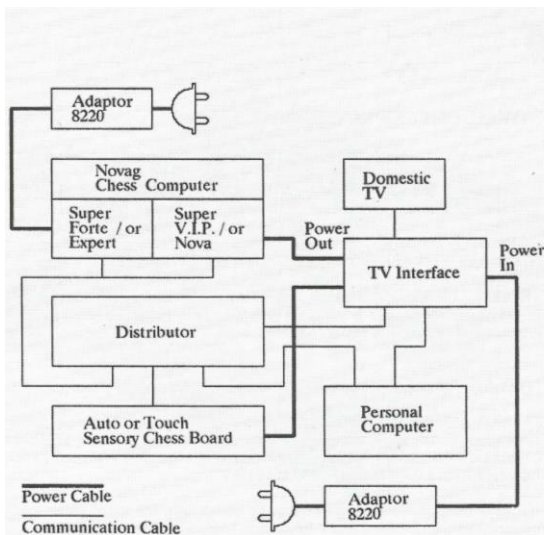 Adaptor
8220
Novag
Chess Computer
Super
Forte / or
Expert
Super
V.I.P. / or
Nova
Domestic
TV
Power
Out
Power
In
TV Interface
Distributor
Auto or Touch
Sensory Chess Board
Personal
Computer
Adaptor
8220
Power Cable
Communication Cable